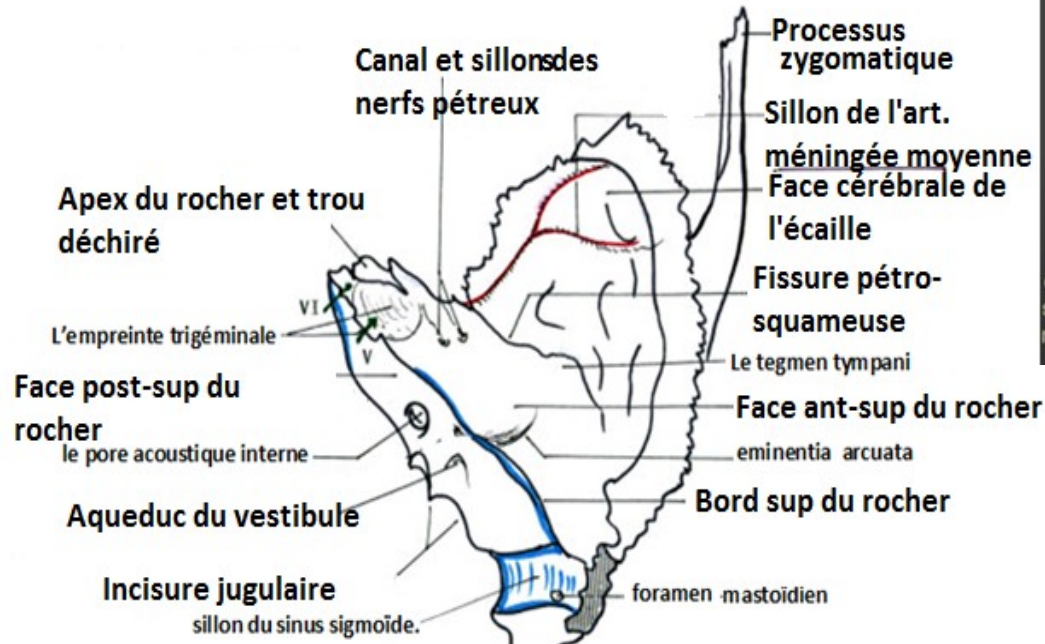 Processus
zygomatique
Canal et sillonsdes
nerfs pétreux
Sillon de l'art.
méningée moyenne
Face cérébrale de
l'écaille
Apex du rocher et trou
déchiré
Fissure pétro-
squameuse
VI
L'empreinte trigéminale
V
Le tegmen tympani
Face post-sup du
rocher
Face ant-sup du rocher
le pore acoustique interne
eminentia arcuata
Aqueduc du vestibule
Bord sup du rocher
Incisure jugulaire
foramen mastoïdien
sillon du sinus sigmoïde.